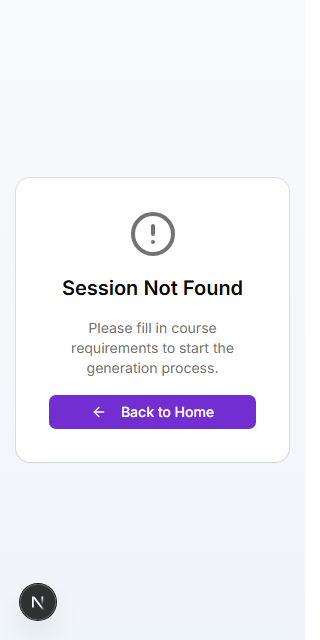 Session Not Found
Please fill in course
requirements to start the
generation process.
Back to Home
N